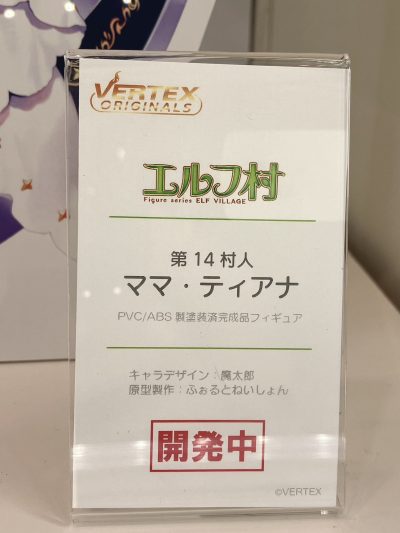 VERTEX
ORIGINALS
エルフ村
Figure series ELF VILLAGE
第14村人
ママ・ティアナ
PVC/ABS 製塗装済完成品フィギュア
キャラデザイン：魔太郎
原型製作：ふぉるとねいしょん
開発中
©VERTEX